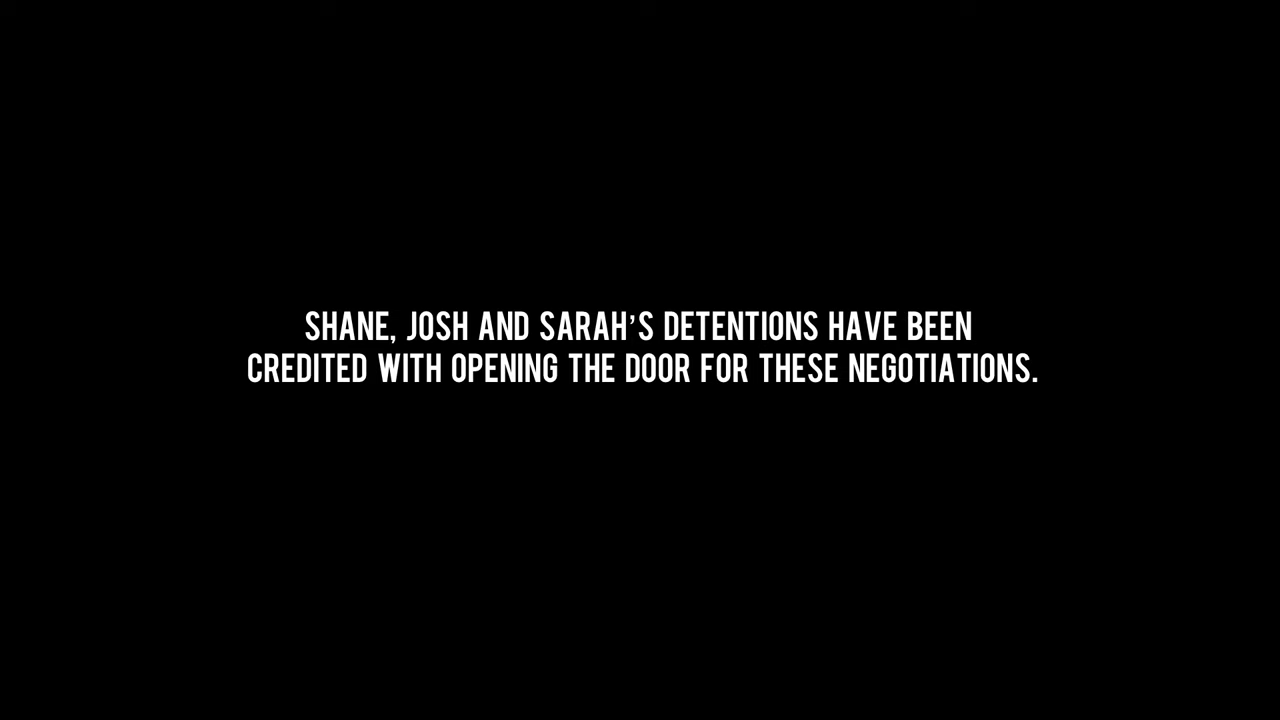 SHANE, JOSH AND SARAH'S DETENTIONS HAVE BEEN
CREDITED WITH OPENING THE DOOR FOR THESE NEGOTIATIONS.